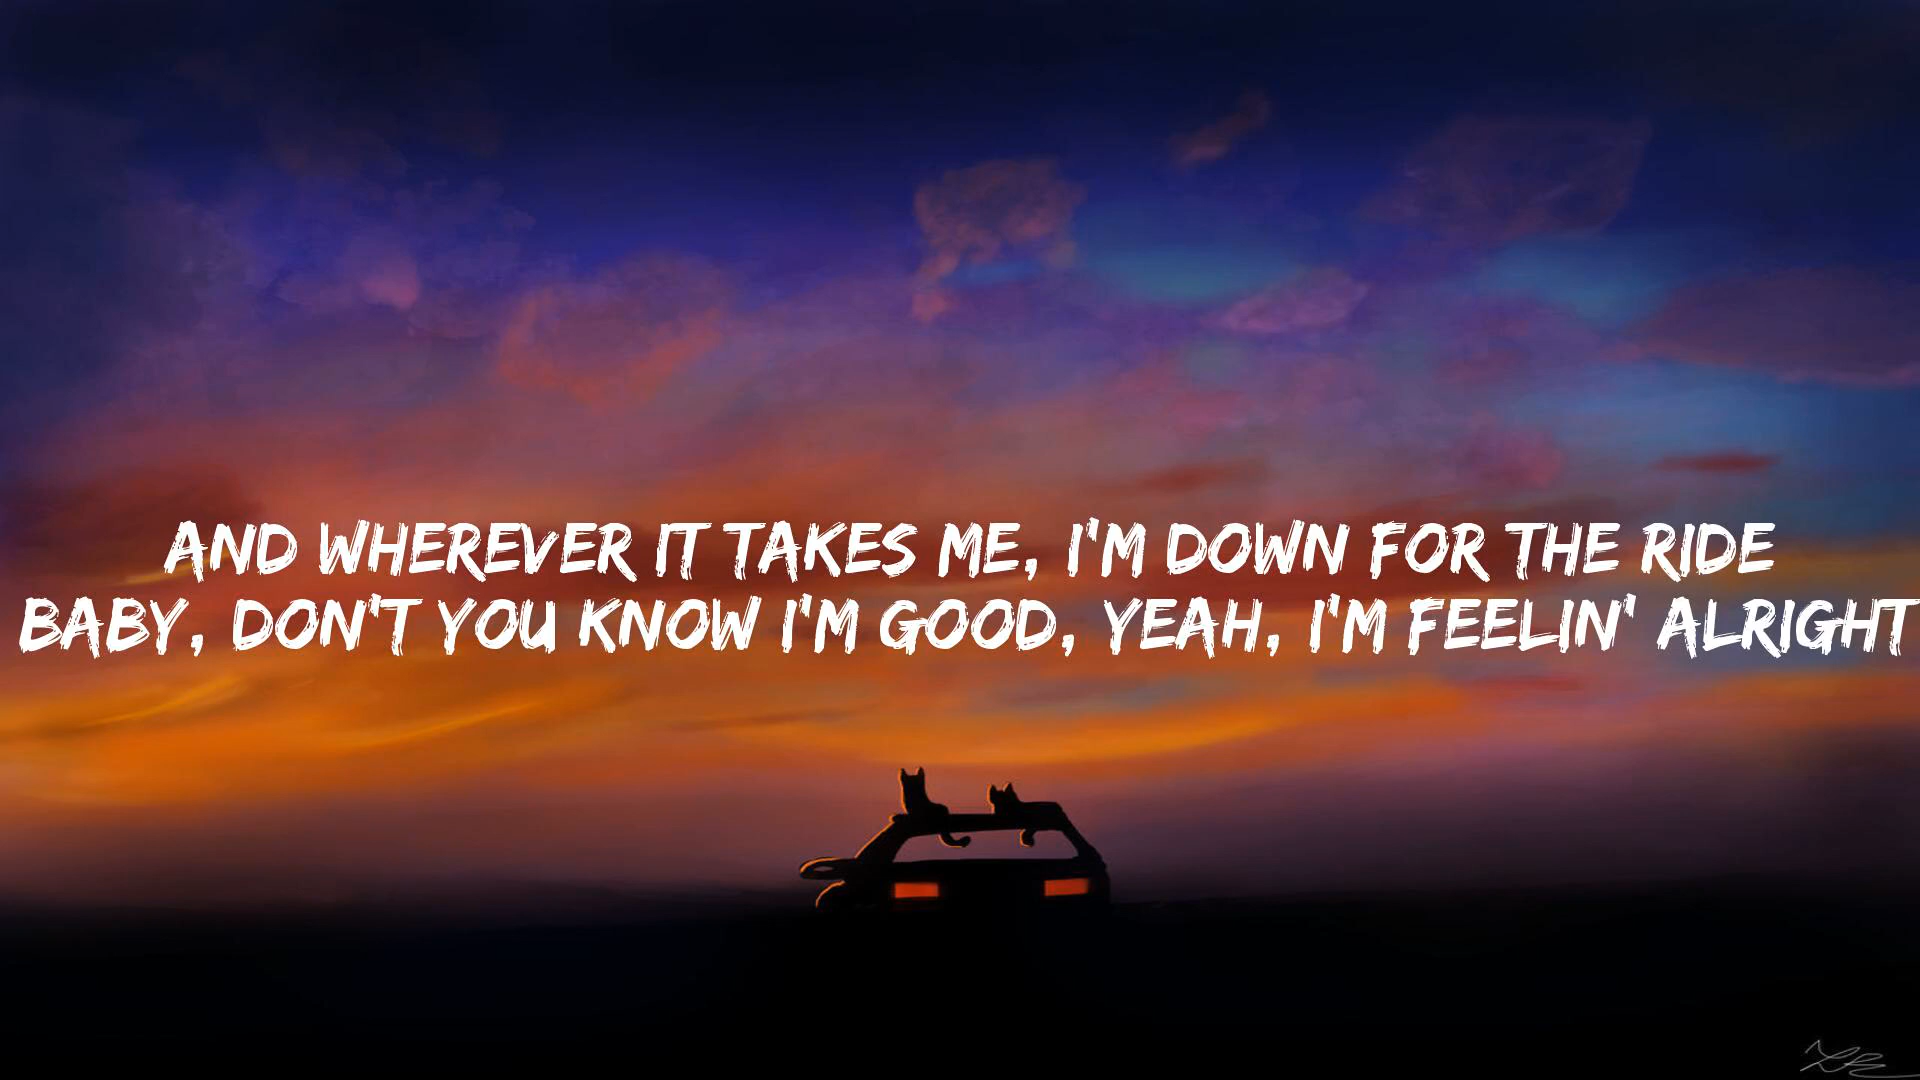 AND WHEREVER IT TAKES ME, I'M DOWN FOR THE RIDE
BABY, DON'T YOU KNOW I'M GOOD, YEAH, I'M FEELIN' ALRIGHT